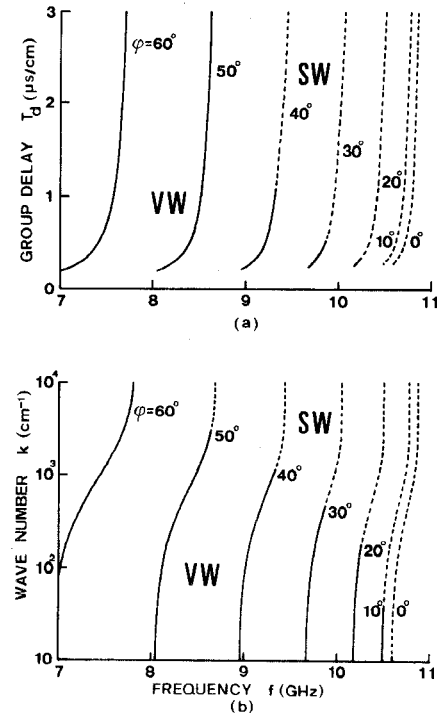 3
2
1
0
GROUP DELAY T_d (μs/cm)
φ=60°
50°
SW
40°
30°
20°
10°
0°
VW
7 8 9 10 11
(a)
10⁴
10³
10²
10
WAVE NUMBER k (cm⁻¹)
φ=60°
50°
SW
40°
30°
20°
10°
0°
VW
7 8 9 10 11
FREQUENCY f (GHz)
(b)